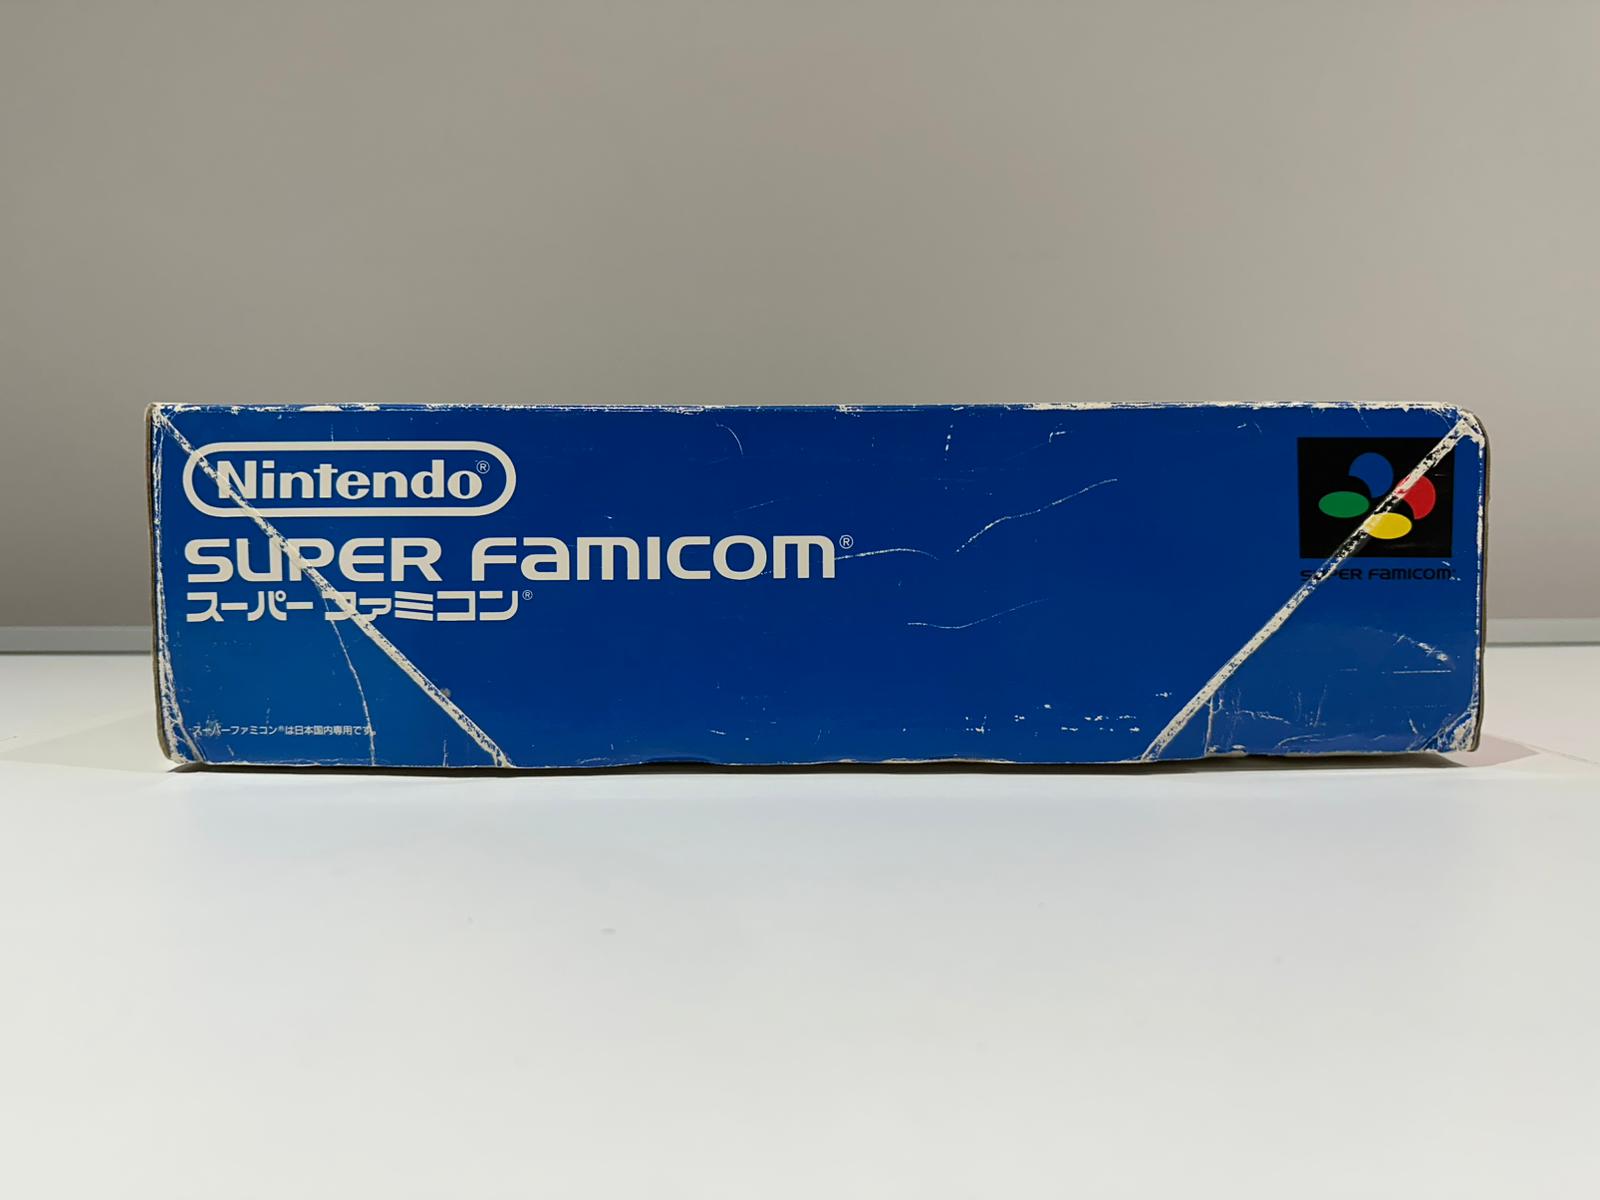 Nintendo®
SUPER FAMICOM®
スーパーファミコン®
スーパーファミコン®は日本国内専用です。
SUPER FAMICOM